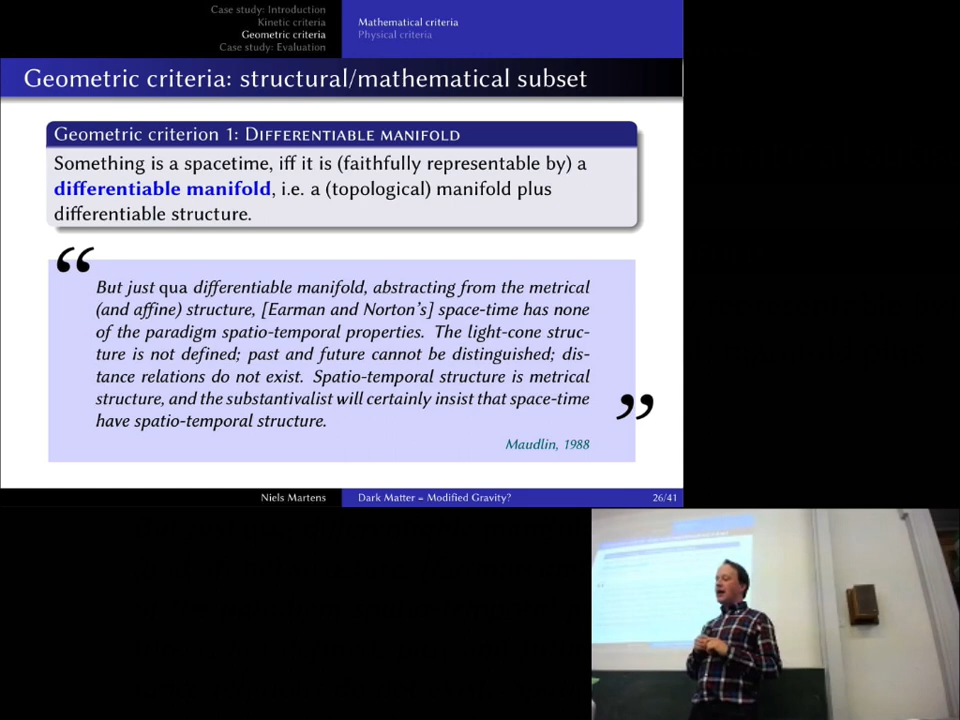 Case study: Introduction
Kinetic criteria
Geometric criteria
Case study: Evaluation
Mathematical criteria
Physical criteria
Geometric criteria: structural/mathematical subset
Geometric criterion 1: DIFFERENTIABLE MANIFOLD
Something is a spacetime, iff it is (faithfully representable by) a
differentiable manifold, i.e. a (topological) manifold plus
differentiable structure.
“
But just qua differentiable manifold, abstracting from the metrical
(and affine) structure, [Earman and Norton's] space-time has none
of the paradigm spatio-temporal properties. The light-cone struc-
ture is not defined; past and future cannot be distinguished; dis-
tance relations do not exist. Spatio-temporal structure is metrical
structure, and the substantivalist will certainly insist that space-time
have spatio-temporal structure.
”
Maudlin, 1988
Niels Martens
Dark Matter = Modified Gravity?
26/41